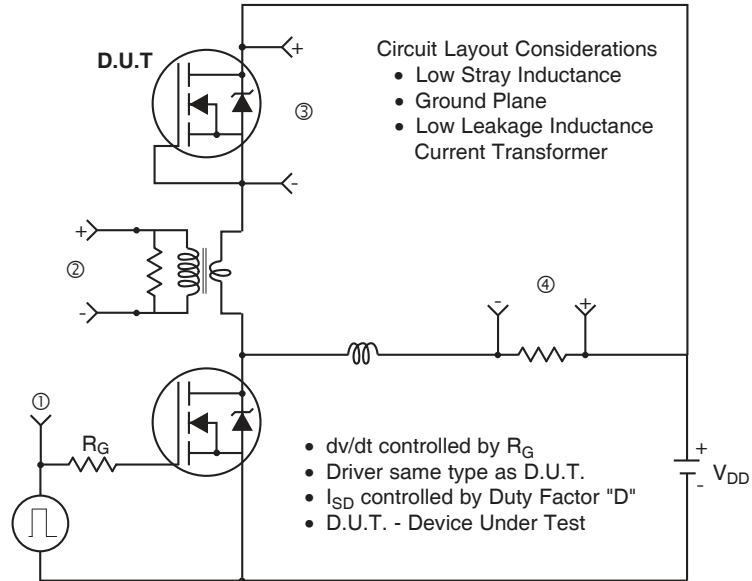 D.U.T
+
③
-
Circuit Layout Considerations
• Low Stray Inductance
• Ground Plane
• Low Leakage Inductance
Current Transformer
+
②
-
④
- +
①
R_G
• dv/dt controlled by R_G
• Driver same type as D.U.T.
• I_SD controlled by Duty Factor "D"
• D.U.T. - Device Under Test
+
V_DD
-